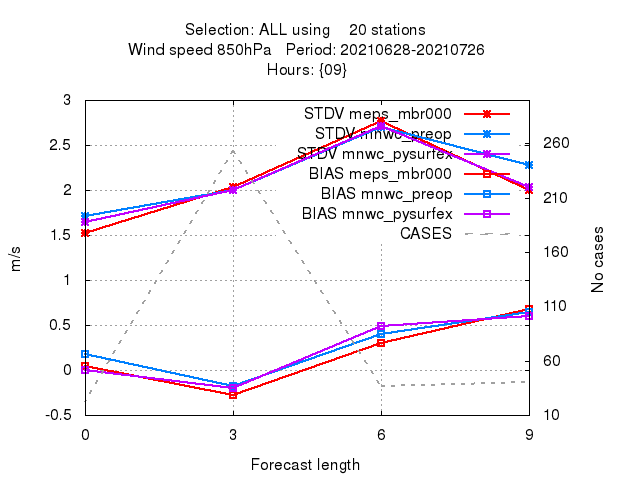 Selection: ALL using 20 stations
Wind speed 850hPa Period: 20210628-20210726
Hours: {09}
STDV meps_mbr000
STDV mnwc_preop
STDV mnwc_pysurfex
BIAS meps_mbr000
BIAS mnwc_preop
BIAS mnwc_pysurfex
CASES
3
2.5
2
1.5
1
0.5
0
-0.5
m/s
260
210
160
110
60
10
No cases
0 3 6 9
Forecast length